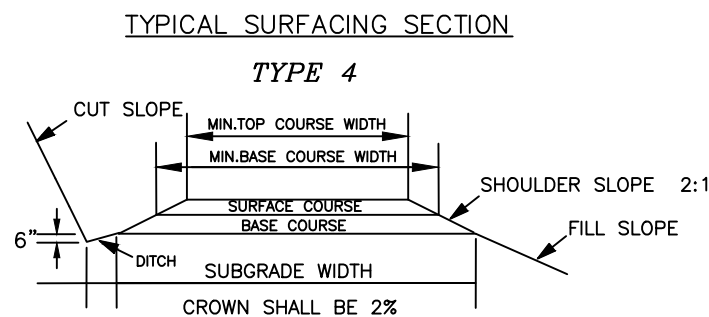 TYPICAL SURFACING SECTION
TYPE 4
CUT SLOPE
MIN.TOP COURSE WIDTH
MIN.BASE COURSE WIDTH
SHOULDER SLOPE 2:1
SURFACE COURSE
BASE COURSE
FILL SLOPE
6"
DITCH
SUBGRADE WIDTH
CROWN SHALL BE 2%